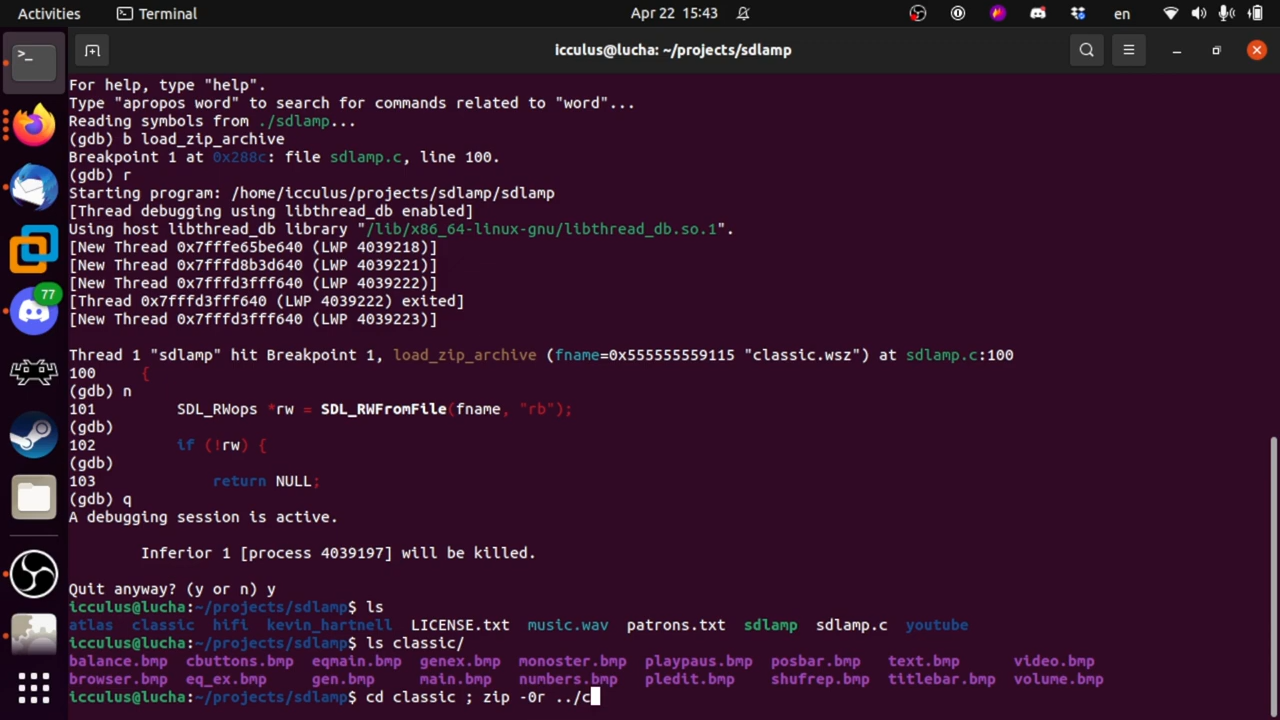 Activities Terminal Apr 22 15:43 en
icculus@lucha: ~/projects/sdlamp
For help, type "help".
Type "apropos word" to search for commands related to "word"...
Reading symbols from ./sdlamp...
(gdb) b load_zip_archive
Breakpoint 1 at 0x288c: file sdlamp.c, line 100.
(gdb) r
Starting program: /home/icculus/projects/sdlamp/sdlamp
[Thread debugging using libthread_db enabled]
Using host libthread_db library "/lib/x86_64-linux-gnu/libthread_db.so.1".
[New Thread 0x7fffe65be640 (LWP 4039218)]
[New Thread 0x7fffd8b3d640 (LWP 4039221)]
[New Thread 0x7fffd3fff640 (LWP 4039222)]
[Thread 0x7fffd3fff640 (LWP 4039222) exited]
[New Thread 0x7fffd3fff640 (LWP 4039223)]
Thread 1 "sdlamp" hit Breakpoint 1, load_zip_archive (fname=0x555555559115 "classic.wsz") at sdlamp.c:100
100 {
(gdb) n
101 SDL_RWops *rw = SDL_RWFromFile(fname, "rb");
(gdb)
102 if (!rw) {
(gdb)
103 return NULL;
(gdb) q
A debugging session is active.
Inferior 1 [process 4039197] will be killed.
Quit anyway? (y or n) y
icculus@lucha:~/projects/sdlamp$ ls
atlas classic hifi kevin_hartnell LICENSE.txt music.wav patrons.txt sdlamp sdlamp.c youtube
icculus@lucha:~/projects/sdlamp$ ls classic/
balance.bmp cbuttons.bmp eqmain.bmp genex.bmp monoster.bmp playpaus.bmp posbar.bmp text.bmp video.bmp
browser.bmp eq_ex.bmp gen.bmp main.bmp numbers.bmp pledit.bmp shufrep.bmp titlebar.bmp volume.bmp
icculus@lucha:~/projects/sdlamp$ cd classic ; zip -0r ../c
77